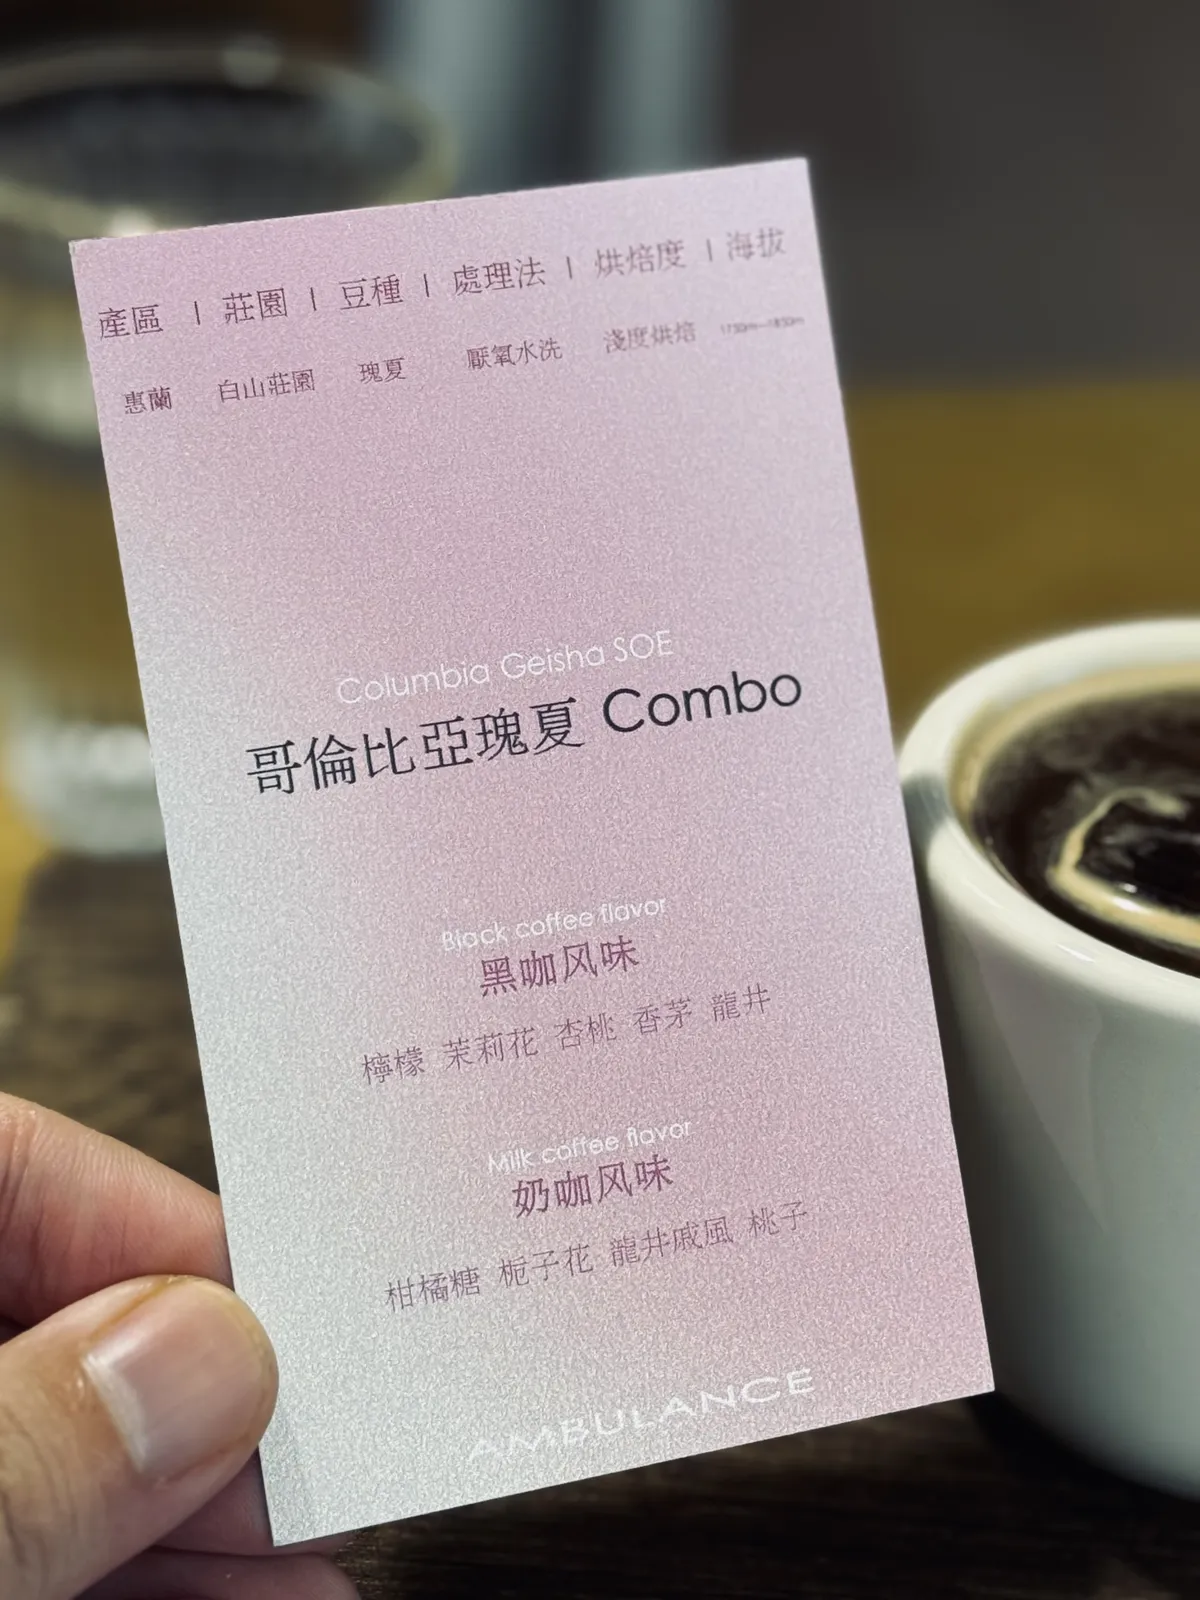 產區 | 莊園 | 豆種 | 處理法 | 烘焙度 | 海拔
惠蘭 白山莊園 瑰夏 厭氧水洗 淺度烘焙 1750m—1850m
Columbia Geisha SOE
哥倫比亞瑰夏 Combo
Black coffee flavor
黑咖风味
檸檬 茉莉花 杏桃 香茅 龍井
Milk coffee flavor
奶咖风味
柑橘糖 栀子花 龍井戚風 桃子
AMBULANCE